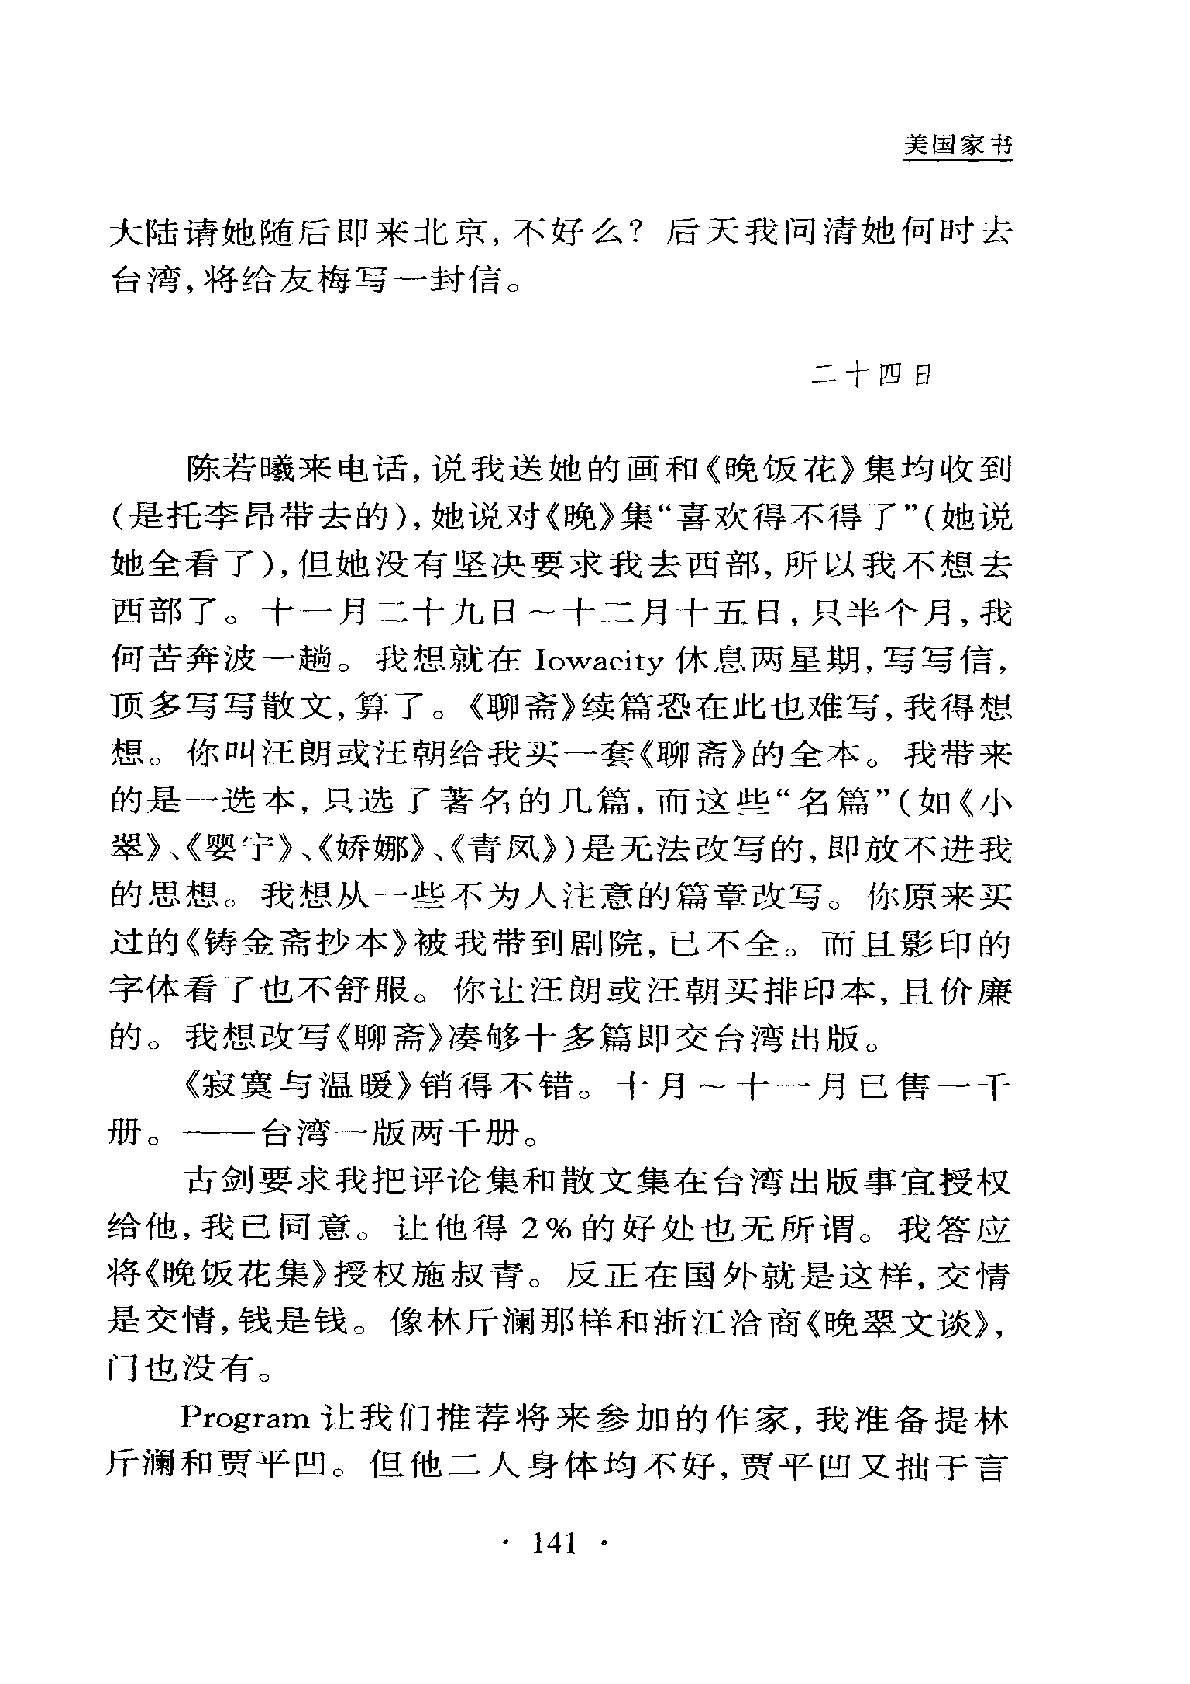 美国家书
大陆请她随后即来北京,不好么? 后天我问清她何时去
台湾,将给友梅写一封信。
二十四日
陈若曦来电话,说我送她的画和《晚饭花》集均收到
(是托李昂带去的),她说对《晚》集“喜欢得不得了”(她说
她全看了),但她没有坚决要求我去西部,所以我不想去
西部了。十一月二十九日~十二月十五日,只半个月,我
何苦奔波一趟。我想就在 Iowacity 休息两星期,写写信,
顶多写写散文,算了。《聊斋》续篇恐在此也难写,我得想
想。你叫汪朗或汪朝给我买一套《聊斋》的全本。我带来
的是一选本,只选了著名的几篇,而这些“名篇”(如《小
翠》、《婴宁》、《娇娜》、《青凤》)是无法改写的,即放不进我
的思想。我想从一些不为人注意的篇章改写。你原来买
过的《铸金斋抄本》被我带到剧院,已不全。而且影印的
字体看了也不舒服。你让汪朗或汪朝买排印本,且价廉
的。我想改写《聊斋》凑够十多篇即交台湾出版。
《寂寞与温暖》销得不错。十月~十一月已售一千
册。——台湾一版两千册。
古剑要求我把评论集和散文集在台湾出版事宜授权
给他,我已同意。让他得 2%的好处也无所谓。我答应
将《晚饭花集》授权施叔青。反正在国外就是这样,交情
是交情,钱是钱。像林斤澜那样和浙江洽商《晚翠文谈》,
门也没有。
Program 让我们推荐将来参加的作家,我准备提林
斤澜和贾平凹。但他二人身体均不好,贾平凹又拙于言
· 141 ·